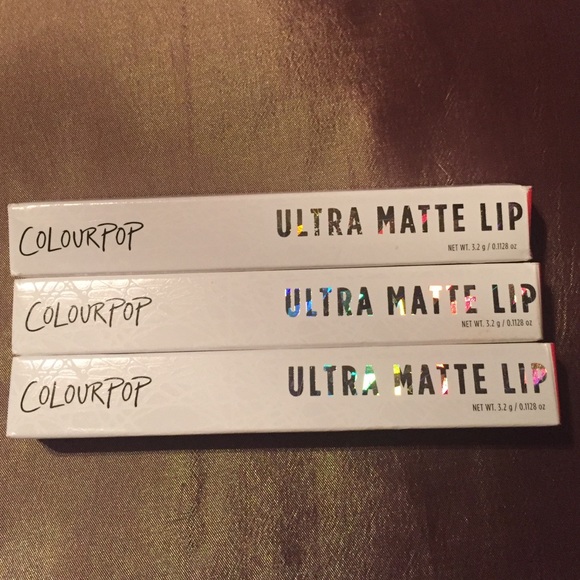 COLOURPOP
ULTRA MATTE LIP
NET WT. 3.2 g / 0.1128 oz
COLOURPOP
ULTRA MATTE LIP
NET WT. 3.2 g / 0.1128 oz
COLOURPOP
ULTRA MATTE LIP
NET WT. 3.2 g / 0.1128 oz